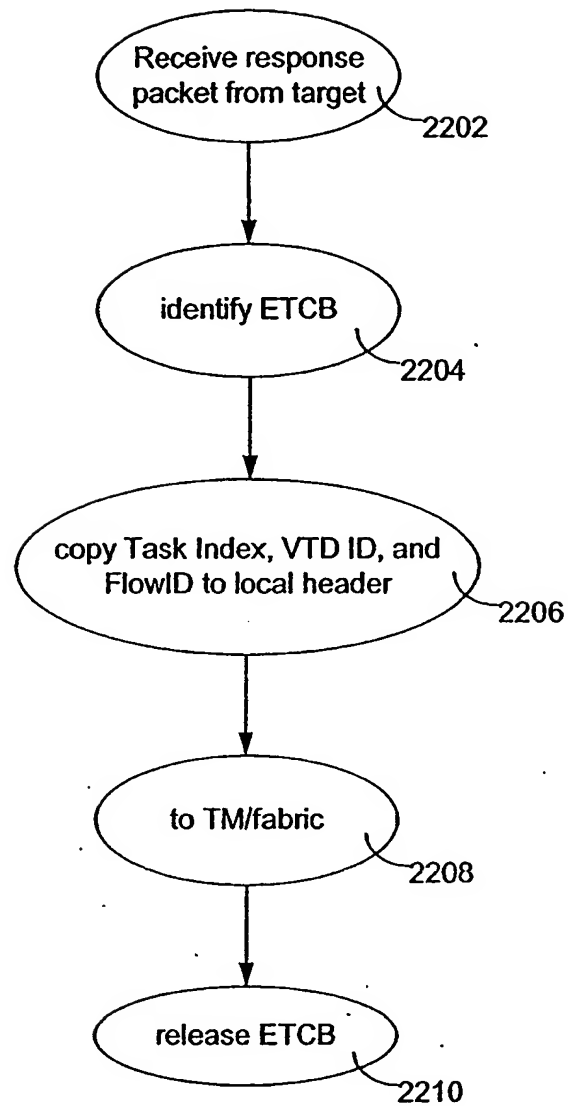 Receive response
packet from target
2202
identify ETCB
2204
copy Task Index, VTD ID, and
FlowID to local header
2206
to TM/fabric
2208
release ETCB
2210